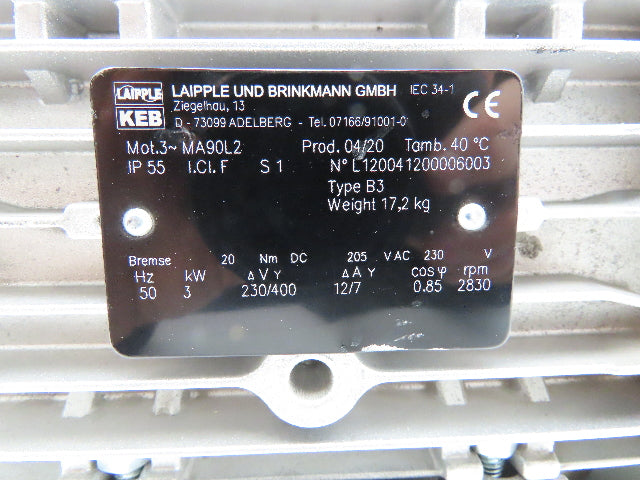 LAIPPLE
KEB
LAIPPLE UND BRINKMANN GMBH IEC 34-1
Ziegelhau, 13
D - 73099 ADELBERG - Tel. 07166/91001-0
CE
Mot.3~ MA90L2 Prod. 04/20 Tamb. 40 °C
IP 55 I.Cl. F S 1 N° L120041200006003
Type B3
Weight 17,2 kg
Bremse 20 Nm DC 205 VAC 230 V
Hz kW Δ V Y Δ A Y cos φ rpm
50 3 230/400 12/7 0.85 2830